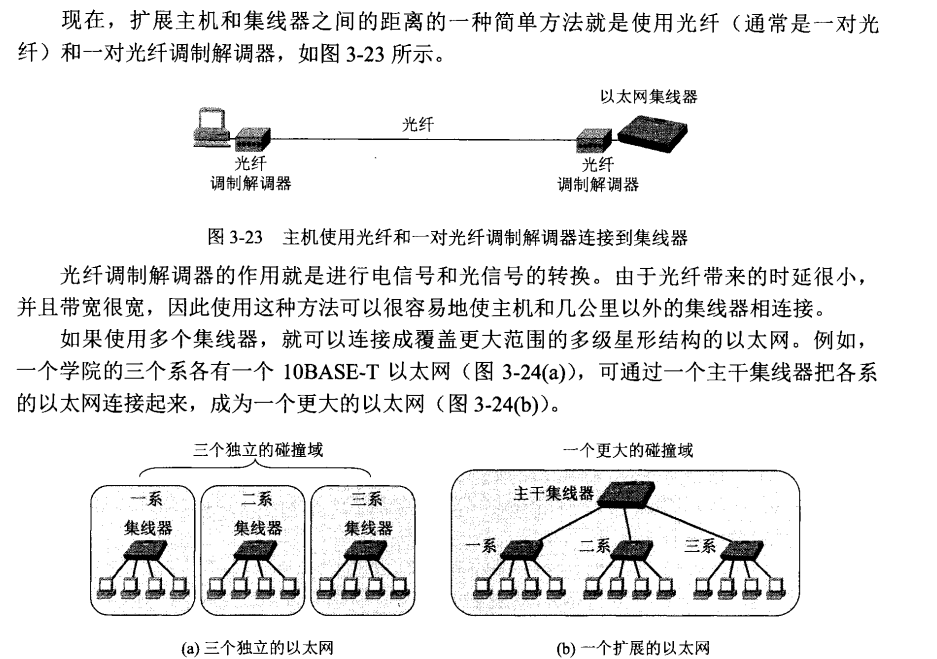 现在，扩展主机和集线器之间的距离的一种简单方法就是使用光纤（通常是一对光
纤）和一对光纤调制解调器，如图 3-23 所示。
以太网集线器
光纤
光纤
调制解调器
光纤
调制解调器
图 3-23 主机使用光纤和一对光纤调制解调器连接到集线器
光纤调制解调器的作用就是进行电信号和光信号的转换。由于光纤带来的时延很小，
并且带宽很宽，因此使用这种方法可以很容易地使主机和几公里以外的集线器相连接。
如果使用多个集线器，就可以连接成覆盖更大范围的多级星形结构的以太网。例如，
一个学院的三个系各有一个 10BASE-T 以太网（图 3-24(a)），可通过一个主干集线器把各系
的以太网连接起来，成为一个更大的以太网（图 3-24(b)）。
三个独立的碰撞域
一系
集线器
二系
集线器
三系
集线器
(a) 三个独立的以太网
一个更大的碰撞域
主干集线器
一系
二系
三系
(b) 一个扩展的以太网